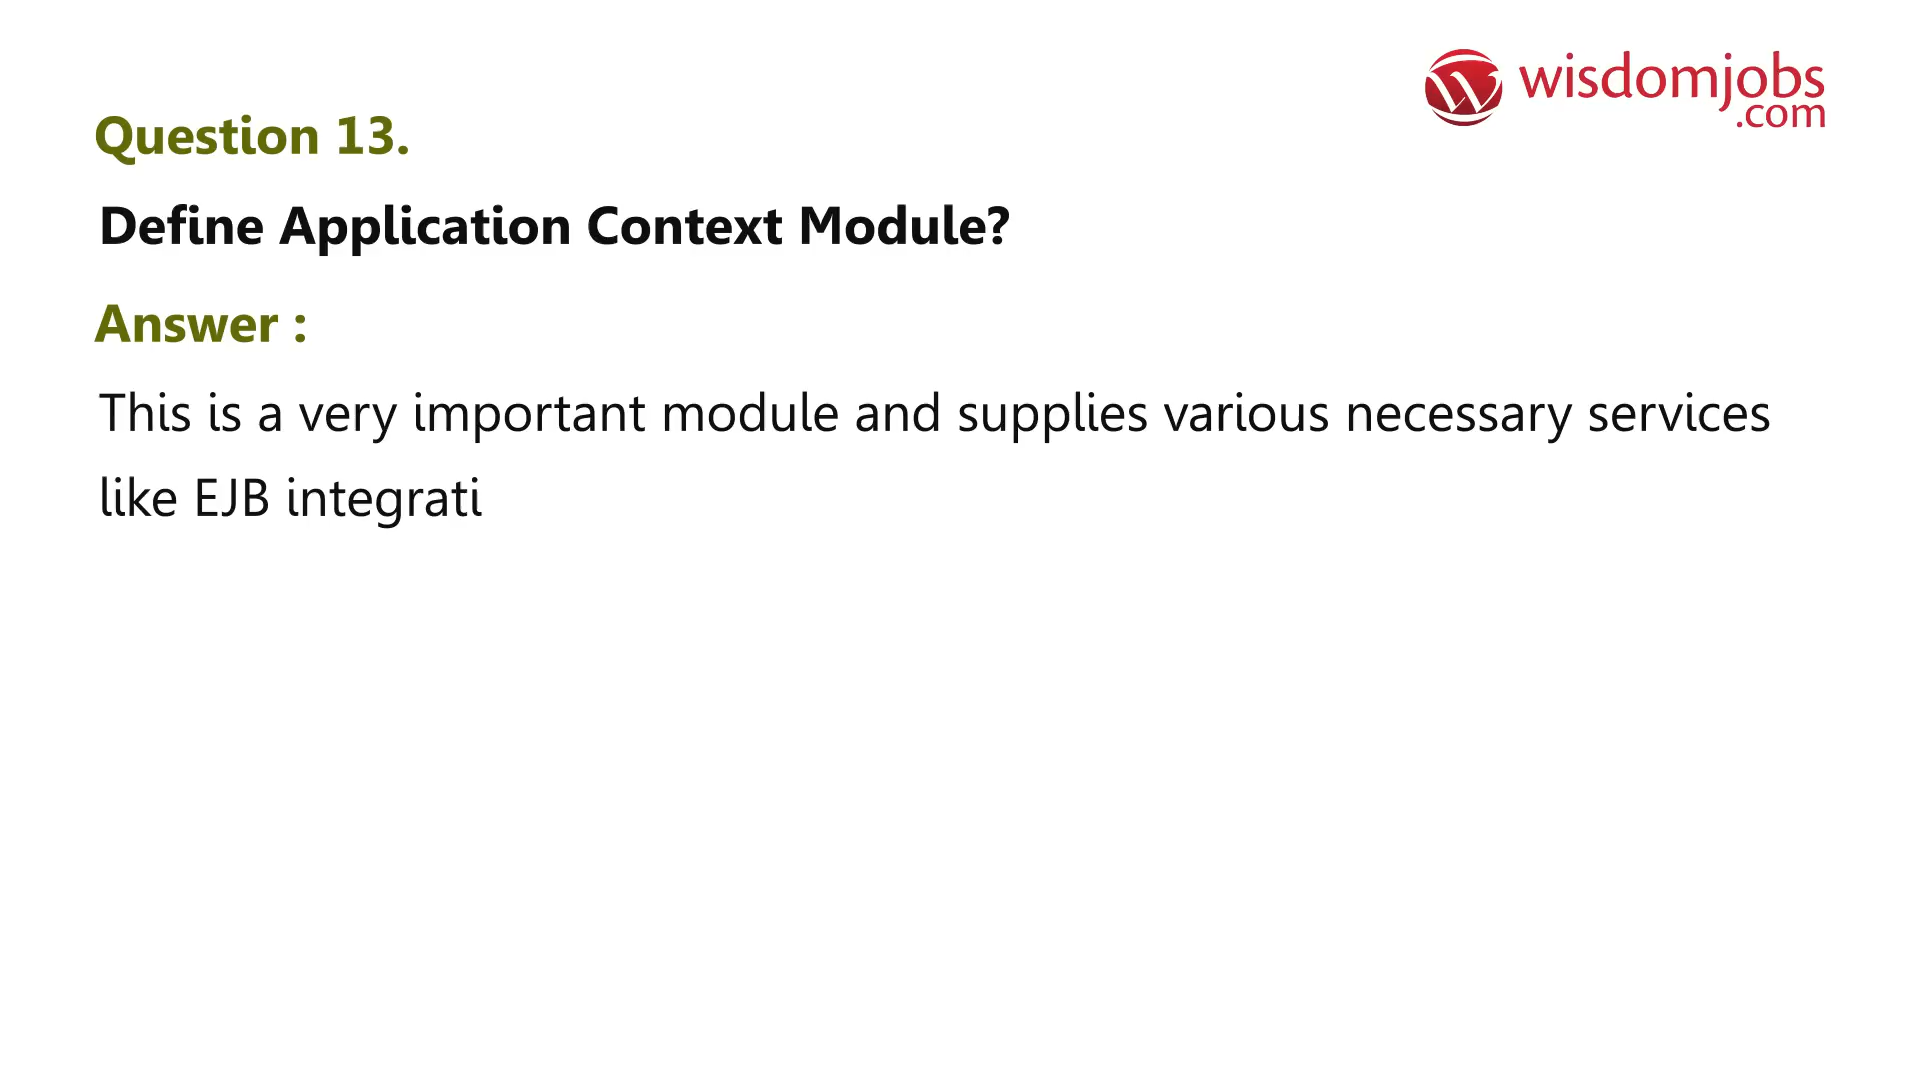 wisdomjobs
.com
Question 13.
Define Application Context Module?
Answer :
This is a very important module and supplies various necessary services
like EJB integrati